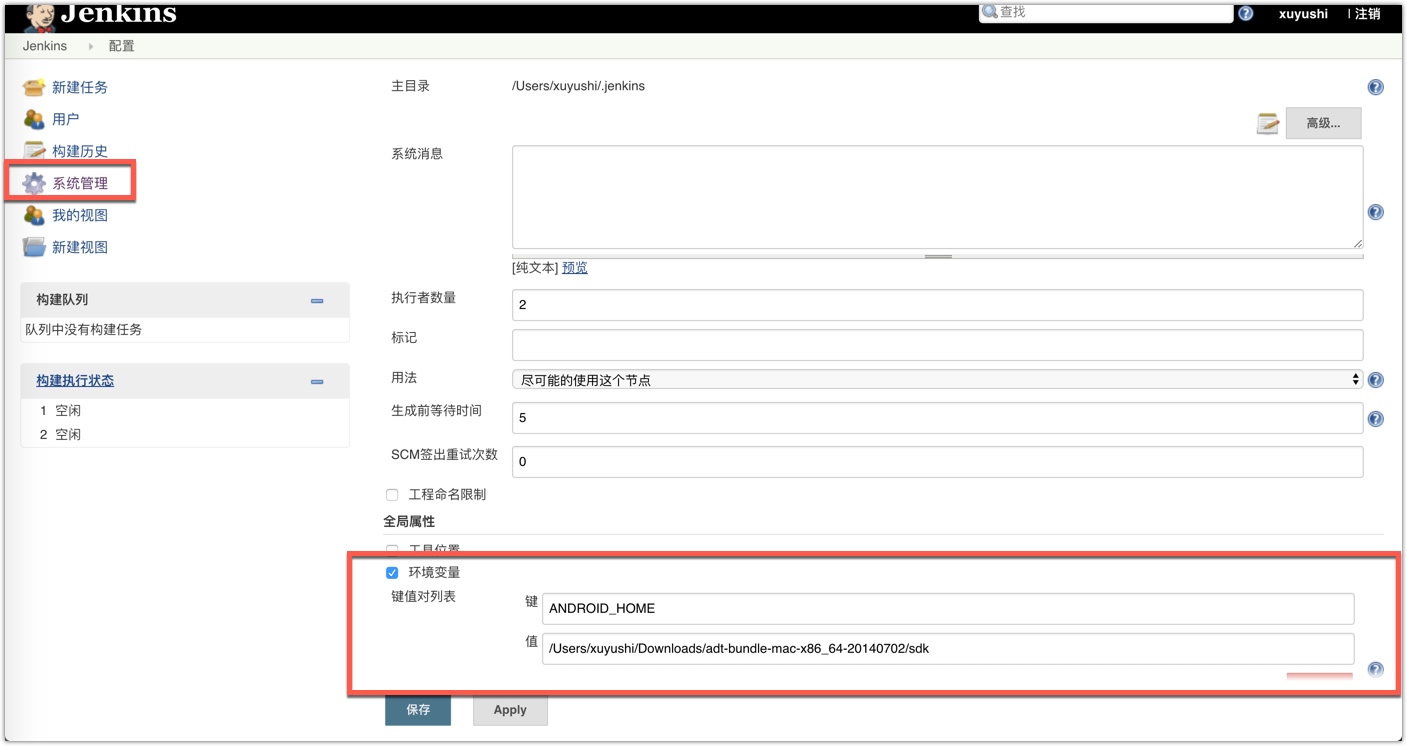 Jenkins
查找
xuyushi
注销
Jenkins
配置
新建任务
用户
构建历史
系统管理
我的视图
新建视图
构建队列
队列中没有构建任务
构建执行状态
1 空闲
2 空闲
主目录
/Users/xuyushi/.jenkins
高级...
系统消息
[纯文本] 预览
执行者数量
2
标记
用法
尽可能的使用这个节点
生成前等待时间
5
SCM签出重试次数
0
工程命名限制
全局属性
工具位置
环境变量
键值对列表
键
ANDROID_HOME
值
/Users/xuyushi/Downloads/adt-bundle-mac-x86_64-20140702/sdk
保存
Apply